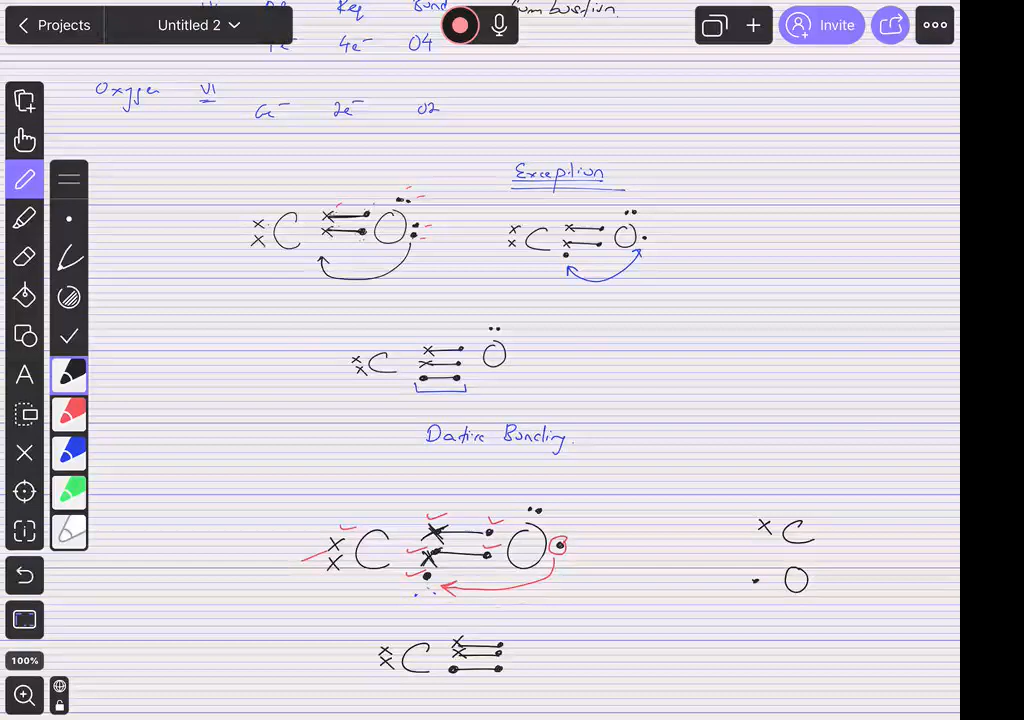 Projects Untitled 2 Invite
4e⁻ O4
Oxygen VI
6e⁻ 2e⁻ O2
Exception
x x C x x O
x x C x x O
x x C x x O
Dative Bonding.
x x C x x O x C
O
x x C x x
100%